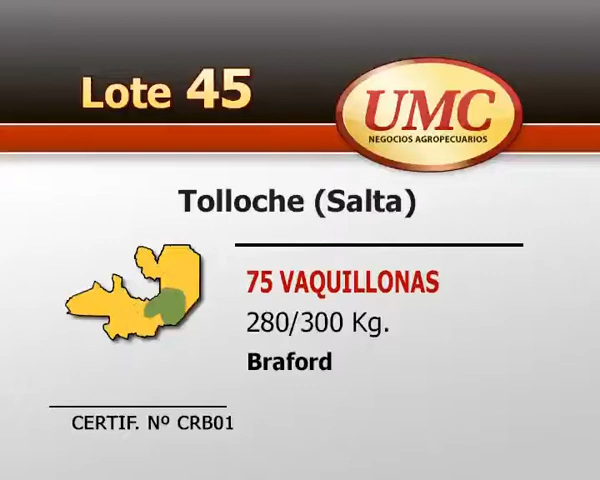 Lote 45
UMC
NEGOCIOS AGROPECUARIOS
Tolloche (Salta)
75 VAQUILLONAS
280/300 Kg.
Braford
CERTIF. Nº CRB01